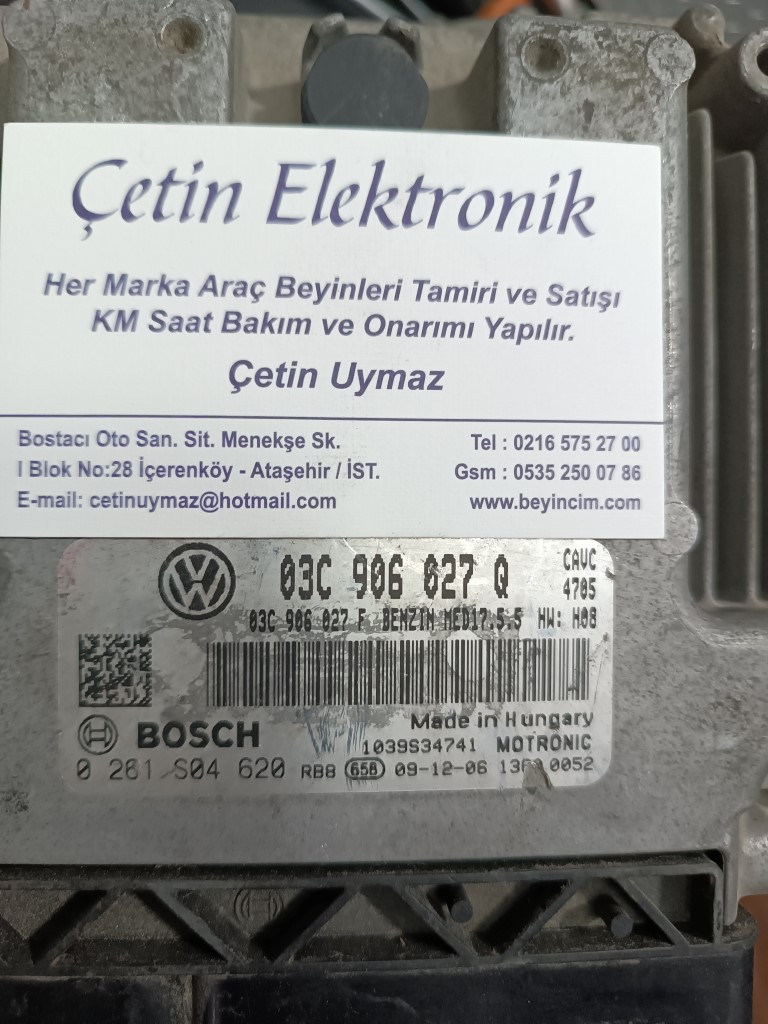 Çetin Elektronik
Her Marka Araç Beyinleri Tamiri ve Satışı
KM Saat Bakım ve Onarımı Yapılır.
Çetin Uymaz
Bostacı Oto San. Sit. Menekşe Sk.
I Blok No:28 İçerenköy - Ataşehir / İST.
E-mail: cetinuymaz@hotmail.com
Tel : 0216 575 27 00
Gsm : 0535 250 07 86
www.beyincim.com
03C 906 027 Q
CAVC
4705
03C 906 027 F BENZIN MED17.5.5 HW: H08
BOSCH
Made in Hungary
1039S34741 MOTRONIC
0 261 S04 620 RB8 65B 09-12-06 0052